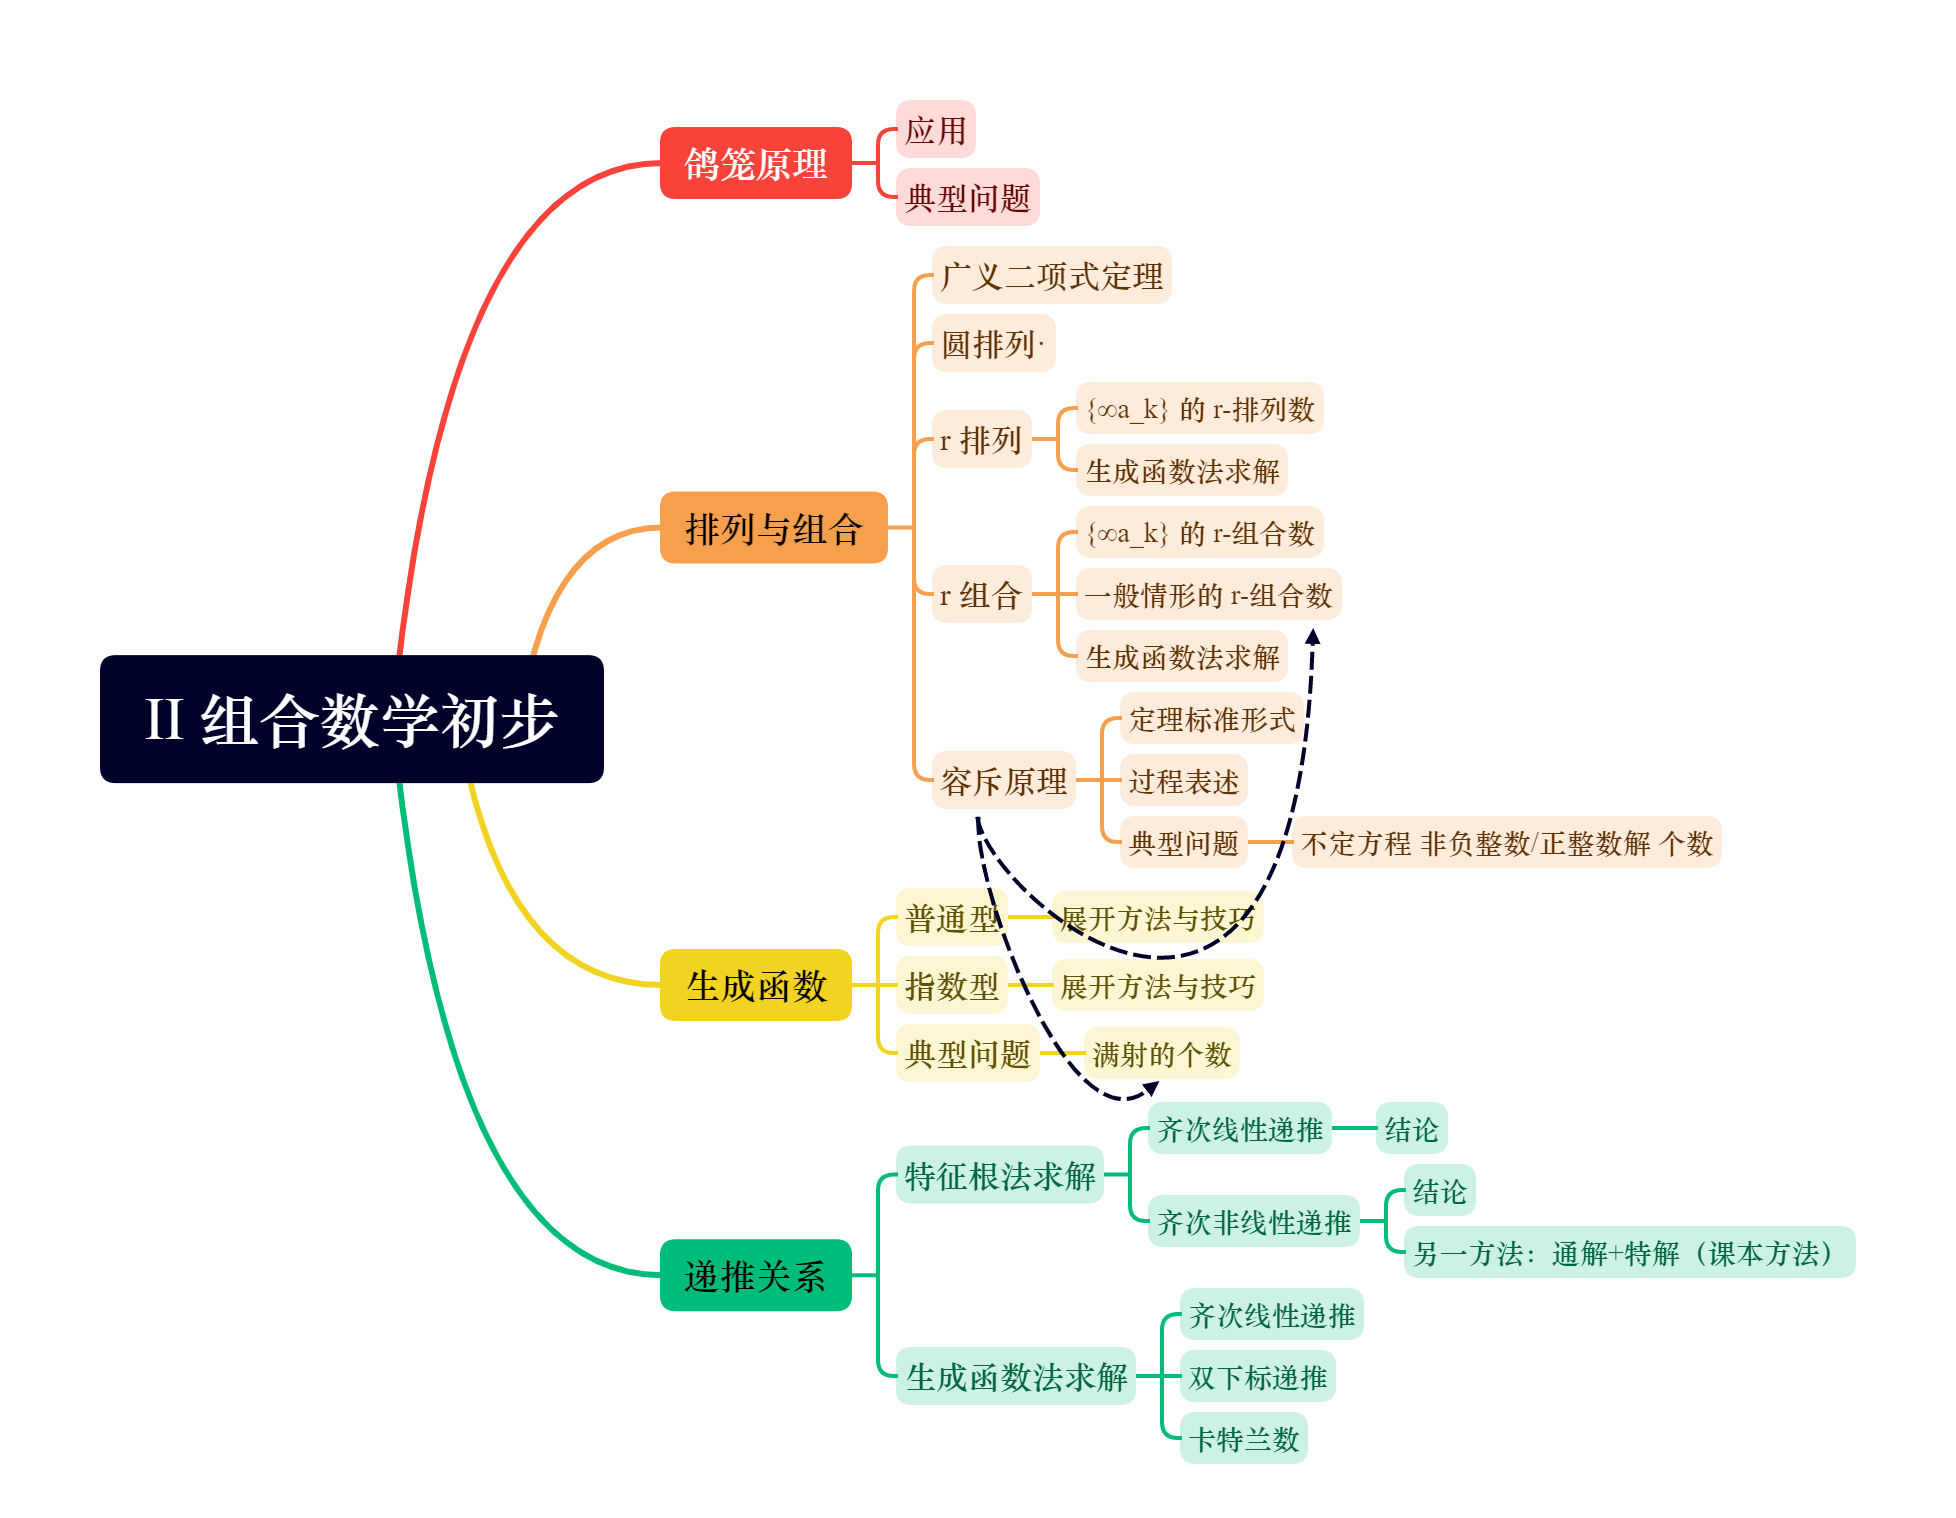 II 组合数学初步
鸽笼原理
应用
典型问题
排列与组合
广义二项式定理
圆排列·
r 排列
{∞a_k} 的 r-排列数
生成函数法求解
r 组合
{∞a_k} 的 r-组合数
一般情形的 r-组合数
生成函数法求解
容斥原理
定理标准形式
过程表述
典型问题
不定方程 非负整数/正整数解 个数
生成函数
普通型
展开方法与技巧
指数型
展开方法与技巧
典型问题
满射的个数
递推关系
特征根法求解
齐次线性递推
结论
齐次非线性递推
结论
另一方法：通解+特解（课本方法）
生成函数法求解
齐次线性递推
双下标递推
卡特兰数